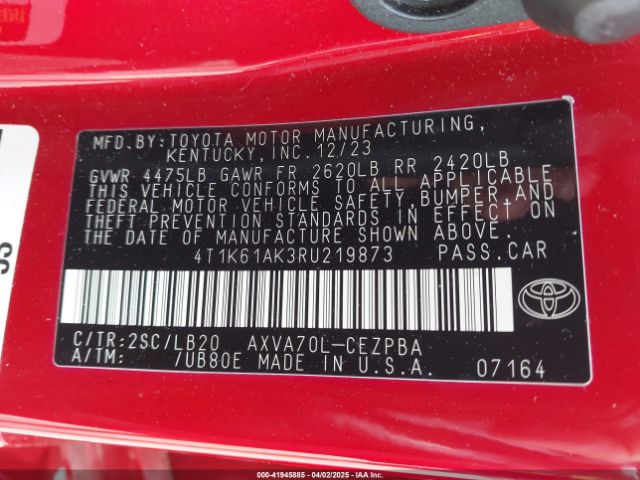 MFD.BY:TOYOTA MOTOR MANUFACTURING,
KENTUCKY,INC.12/23
GVWR 4475LB GAWR FR 2620LB RR 2420LB
THIS VEHICLE CONFORMS TO ALL APPLICABLE
FEDERAL MOTOR VEHICLE SAFETY,BUMPER,AND
THEFT PREVENTION STANDARDS IN EFFECT ON
THE DATE OF MANUFACTURE SHOWN ABOVE.
4T1K61AK3RU219873 PASS.CAR
C/TR:2SC/LB20 AXVA70L-CEZPBA
A/TM: /UB80E MADE IN U.S.A. 07164
000-41945885 - 04/02/2025 - IAAI.CA